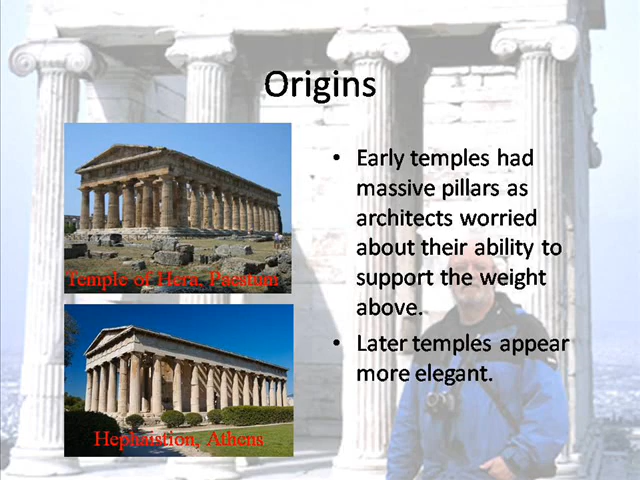 Origins
Temple of Hera, Paestum
Hephaistion, Athens
• Early temples had
massive pillars as
architects worried
about their ability to
support the weight
above.
• Later temples appear
more elegant.